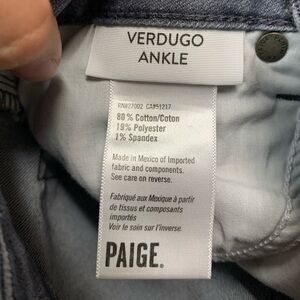 VERDUGO
ANKLE
RN#27002 CA#51217
80% Cotton/Coton
19% Polyester
1% Spandex
Made in Mexico of imported
fabric and components.
See care on reverse.
Fabriqué aux Mexique à partir
de tissus et composants
importés
Voir le soin sur l'inverse.
PAIGE.